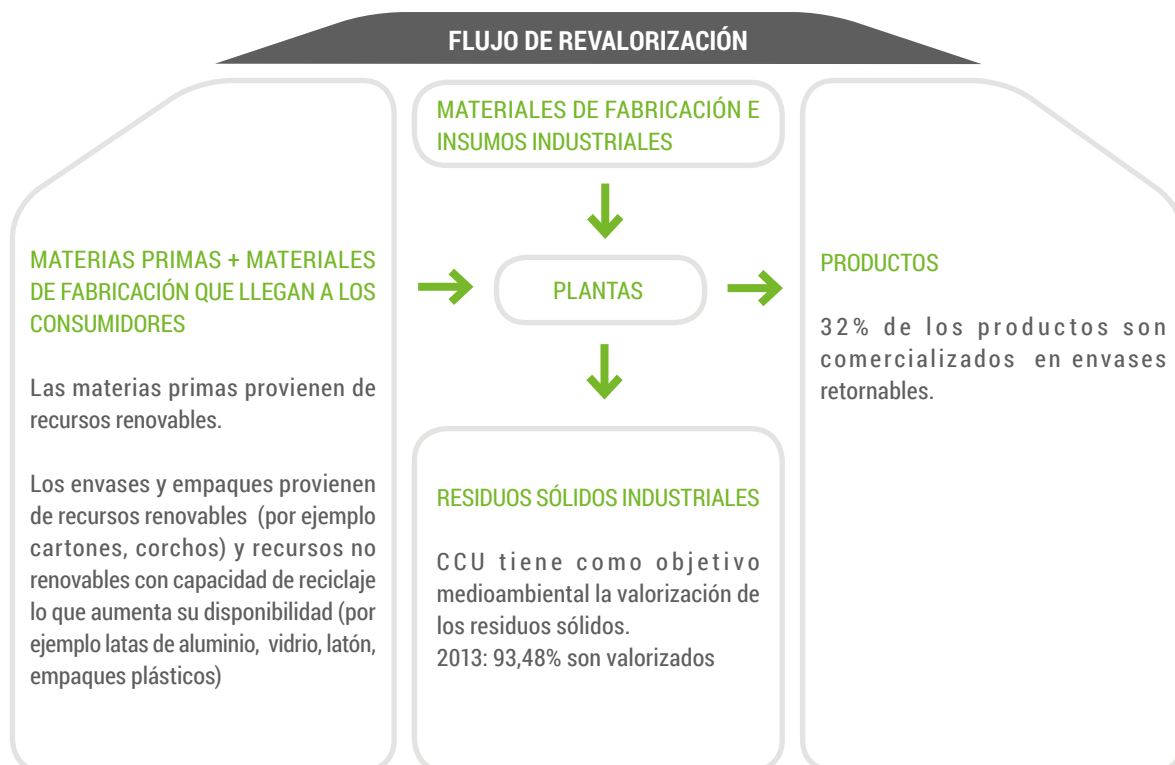 FLUJO DE REVALORIZACIÓN
MATERIAS PRIMAS + MATERIALES
DE FABRICACIÓN QUE LLEGAN A LOS
CONSUMIDORES
Las materias primas provienen de
recursos renovables.
Los envases y empaques provienen
de recursos renovables (por ejemplo
cartones, corchos) y recursos no
renovables con capacidad de reciclaje
lo que aumenta su disponibilidad (por
ejemplo latas de aluminio, vidrio, latón,
empaques plásticos)
MATERIALES DE FABRICACIÓN E
INSUMOS INDUSTRIALES
PLANTAS
RESIDUOS SÓLIDOS INDUSTRIALES
CCU tiene como objetivo
medioambiental la valorización de
los residuos sólidos.
2013: 93,48% son valorizados
PRODUCTOS
32% de los productos son
comercializados en envases
retornables.